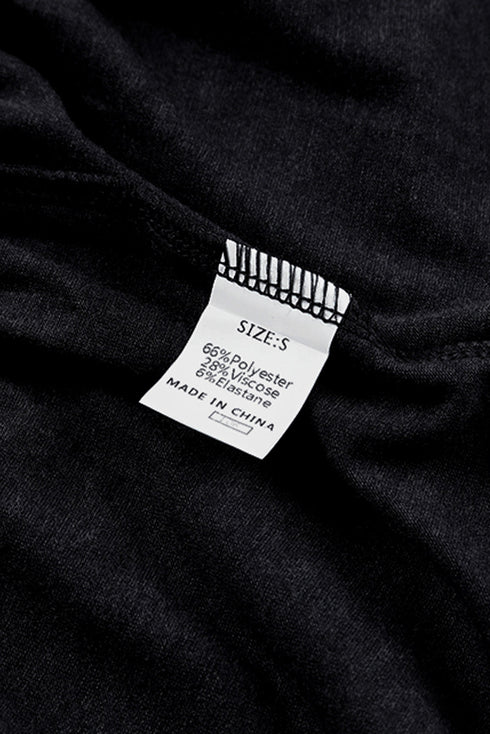 SIZE:S
66%Polyester
28%Viscose
6%Elastane
MADE IN CHINA